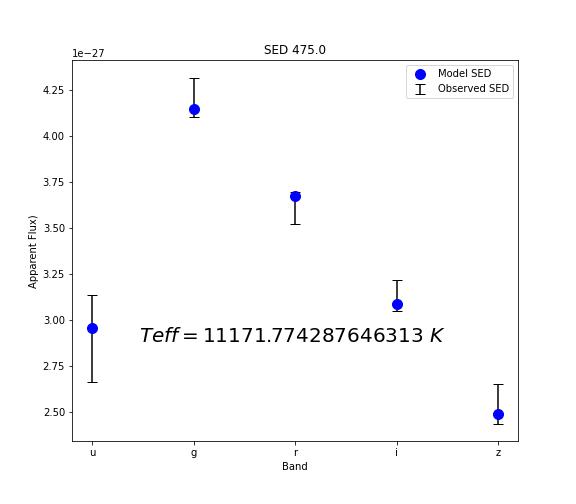 SED 475.0
1e−27
Model SED
Observed SED
4.25
4.00
3.75
3.50
3.25
3.00
2.75
2.50
Apparent Flux)
Teff = 11171.774287646313 K
u g r i z
Band